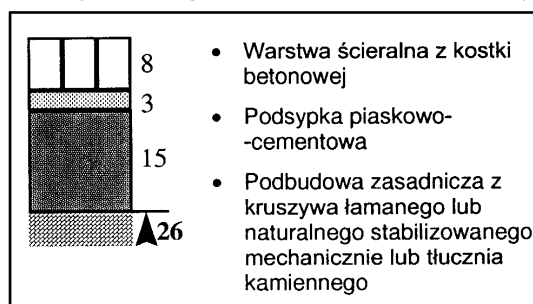 8
3
15
26
• Warstwa ścieralna z kostki
betonowej
• Podsypka piaskowo-
-cementowa
• Podbudowa zasadnicza z
kruszywa łamanego lub
naturalnego stabilizowanego
mechanicznie lub tłucznia
kamiennego